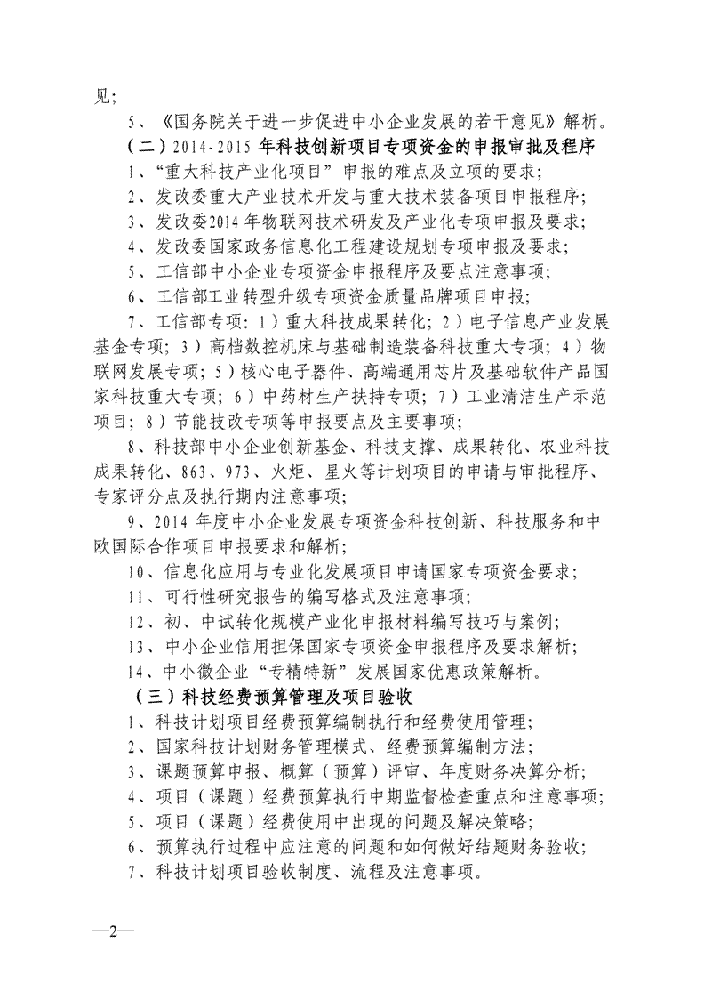 见；
5、《国务院关于进一步促进中小企业发展的若干意见》解析。
（二）2014-2015 年科技创新项目专项资金的申报审批及程序
1、“重大科技产业化项目”申报的难点及立项的要求；
2、发改委重大产业技术开发与重大技术装备项目申报程序；
3、发改委2014年物联网技术研发及产业化专项申报及要求；
4、发改委国家政务信息化工程建设规划专项申报及要求；
5、工信部中小企业专项资金申报程序及要点注意事项；
6、工信部工业转型升级专项资金质量品牌项目申报；
7、工信部专项：1）重大科技成果转化；2）电子信息产业发展
基金专项；3）高档数控机床与基础制造装备科技重大专项；4）物
联网发展专项；5）核心电子器件、高端通用芯片及基础软件产品国
家科技重大专项；6）中药材生产扶持专项；7）工业清洁生产示范
项目；8）节能技改专项等申报要点及主要事项；
8、科技部中小企业创新基金、科技支撑、成果转化、农业科技
成果转化、863、973、火炬、星火等计划项目的申请与审批程序、
专家评分点及执行期内注意事项；
9、2014 年度中小企业发展专项资金科技创新、科技服务和中
欧国际合作项目申报要求和解析；
10、信息化应用与专业化发展项目申请国家专项资金要求；
11、可行性研究报告的编写格式及注意事项；
12、初、中试转化规模产业化申报材料编写技巧与案例；
13、中小企业信用担保国家专项资金申报程序及要求解析；
14、中小微企业“专精特新”发展国家优惠政策解析。
（三）科技经费预算管理及项目验收
1、科技计划项目经费预算编制执行和经费使用管理；
2、国家科技计划财务管理模式、经费预算编制方法；
3、课题预算申报、概算（预算）评审、年度财务决算分析；
4、项目（课题）经费预算执行中期监督检查重点和注意事项；
5、项目（课题）经费使用中出现的问题及解决策略；
6、预算执行过程中应注意的问题和如何做好结题财务验收；
7、科技计划项目验收制度、流程及注意事项。
—2—